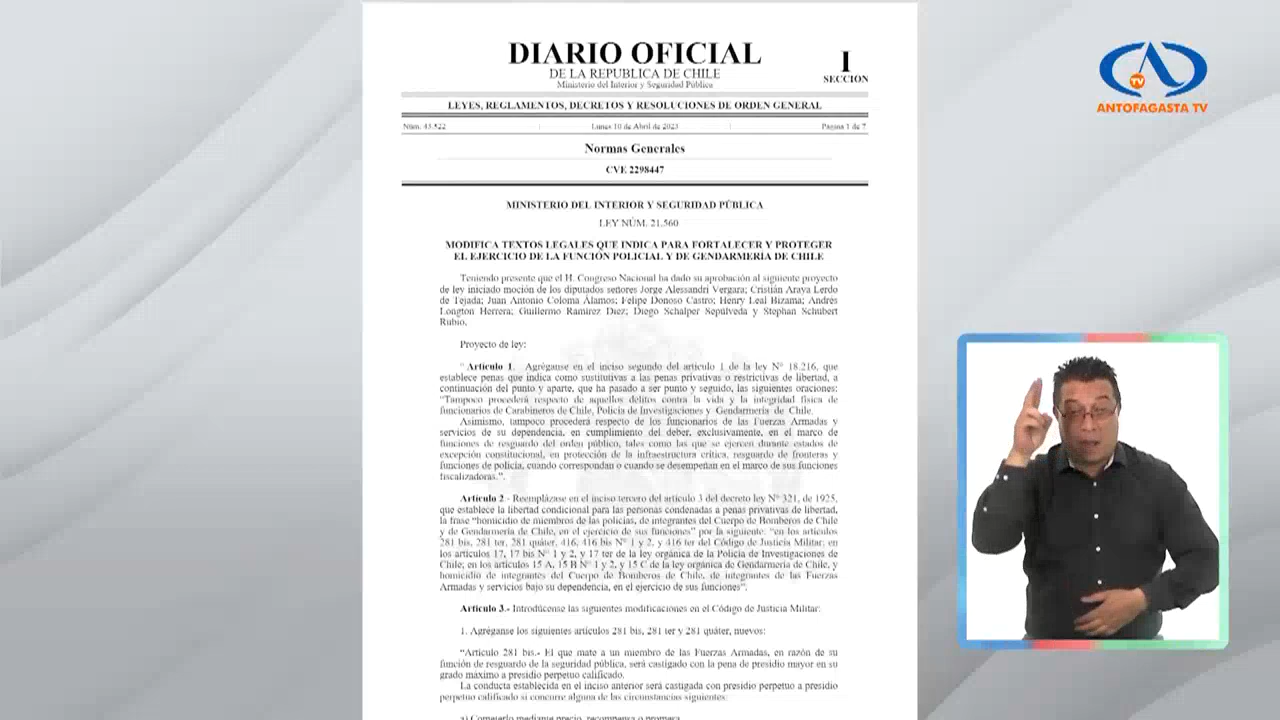 DIARIO OFICIAL
DE LA REPUBLICA DE CHILE
Ministerio del Interior y Seguridad Pública
I
SECCION
LEYES, REGLAMENTOS, DECRETOS Y RESOLUCIONES DE ORDEN GENERAL
Núm. 43.522 | Lunes 10 de Abril de 2023 | Página 1 de 7
Normas Generales
CVE 2298447
MINISTERIO DEL INTERIOR Y SEGURIDAD PÚBLICA
LEY NÚM. 21.560
MODIFICA TEXTOS LEGALES QUE INDICA PARA FORTALECER Y PROTEGER
EL EJERCICIO DE LA FUNCIÓN POLICIAL Y DE GENDARMERÍA DE CHILE
Teniendo presente que el H. Congreso Nacional ha dado su aprobación al siguiente proyecto
de ley iniciado moción de los diputados señores Jorge Alessandri Vergara; Cristián Araya Lerdo
de Tejada; Juan Antonio Coloma Álamos; Felipe Donoso Castro; Henry Leal Bizama; Andrés
Longton Herrera; Guillermo Ramírez Diez; Diego Schalper Sepúlveda y Stephan Schubert
Rubio,
Proyecto de ley:
"Artículo 1. Agréganse en el inciso segundo del artículo 1 de la ley N° 18.216, que
establece penas que indica como sustitutivas a las penas privativas o restrictivas de libertad, a
continuación del punto y aparte, que ha pasado a ser punto y seguido, las siguientes oraciones:
"Tampoco procederá respecto de aquellos delitos contra la vida y la integridad física de
funcionarios de Carabineros de Chile, Policía de Investigaciones y Gendarmería de Chile.
Asimismo, tampoco procederá respecto de los funcionarios de las Fuerzas Armadas y
servicios de su dependencia, en cumplimiento del deber, exclusivamente, en el marco de
funciones de resguardo del orden público, tales como las que se ejercen durante estados de
excepción constitucional, en protección de la infraestructura crítica, resguardo de fronteras y
funciones de policía, cuando correspondan o cuando se desempeñan en el marco de sus funciones
fiscalizadoras.".
Artículo 2.- Reemplázase en el inciso tercero del artículo 3 del decreto ley N° 321, de 1925,
que establece la libertad condicional para las personas condenadas a penas privativas de libertad,
la frase "homicidio de miembros de las policías, de integrantes del Cuerpo de Bomberos de Chile
y de Gendarmería de Chile, en el ejercicio de sus funciones" por la siguiente: "en los artículos
281 bis, 281 ter, 281 quáter, 416, 416 bis N° 1 y 2, y 416 ter del Código de Justicia Militar; en
los artículos 17, 17 bis N° 1 y 2, y 17 ter de la ley orgánica de la Policía de Investigaciones de
Chile; en los artículos 15 A, 15 B N° 1 y 2, y 15 C de la ley orgánica de Gendarmería de Chile, y
homicidio de integrantes del Cuerpo de Bomberos de Chile, de integrantes de las Fuerzas
Armadas y servicios bajo su dependencia, en el ejercicio de sus funciones".
Artículo 3.- Introdúcense las siguientes modificaciones en el Código de Justicia Militar:
1. Agréganse los siguientes artículos 281 bis, 281 ter y 281 quáter, nuevos:
"Artículo 281 bis.- El que mate a un miembro de las Fuerzas Armadas, en razón de su
función de resguardo de la seguridad pública, será castigado con la pena de presidio mayor en su
grado máximo a presidio perpetuo calificado.
La conducta establecida en el inciso anterior será castigada con presidio perpetuo a presidio
perpetuo calificado si concurre alguna de las circunstancias siguientes:
a) Cometerlo mediante precio, recompensa o promesa.
TV
ANTOFAGASTA TV